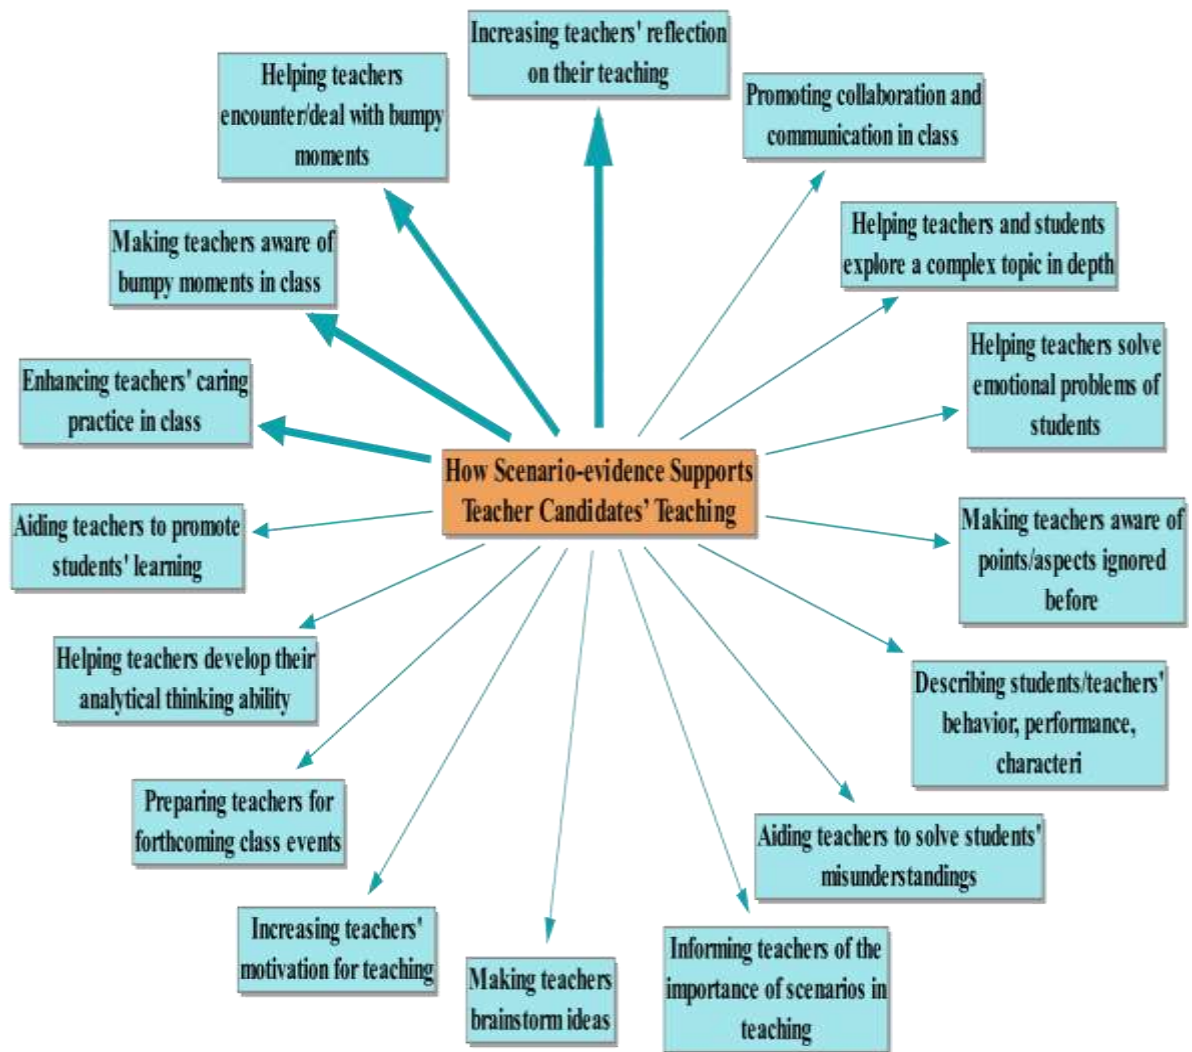 Increasing teachers' reflection
on their teaching
Helping teachers
encounter/deal with bumpy
moments
Promoting collaboration and
communication in class
Making teachers aware of
bumpy moments in class
Helping teachers and students
explore a complex topic in depth
Enhancing teachers' caring
practice in class
Helping teachers solve
emotional problems of
students
How Scenario-evidence Supports
Teacher Candidates’ Teaching
Aiding teachers to promote
students' learning
Making teachers aware of
points/aspects ignored
before
Helping teachers develop their
analytical thinking ability
Describing students/teachers'
behavior, performance,
characteri
Preparing teachers for
forthcoming class events
Aiding teachers to solve students'
misunderstandings
Increasing teachers'
motivation for teaching
Making teachers
brainstorm ideas
Informing teachers of the
importance of scenarios in
teaching